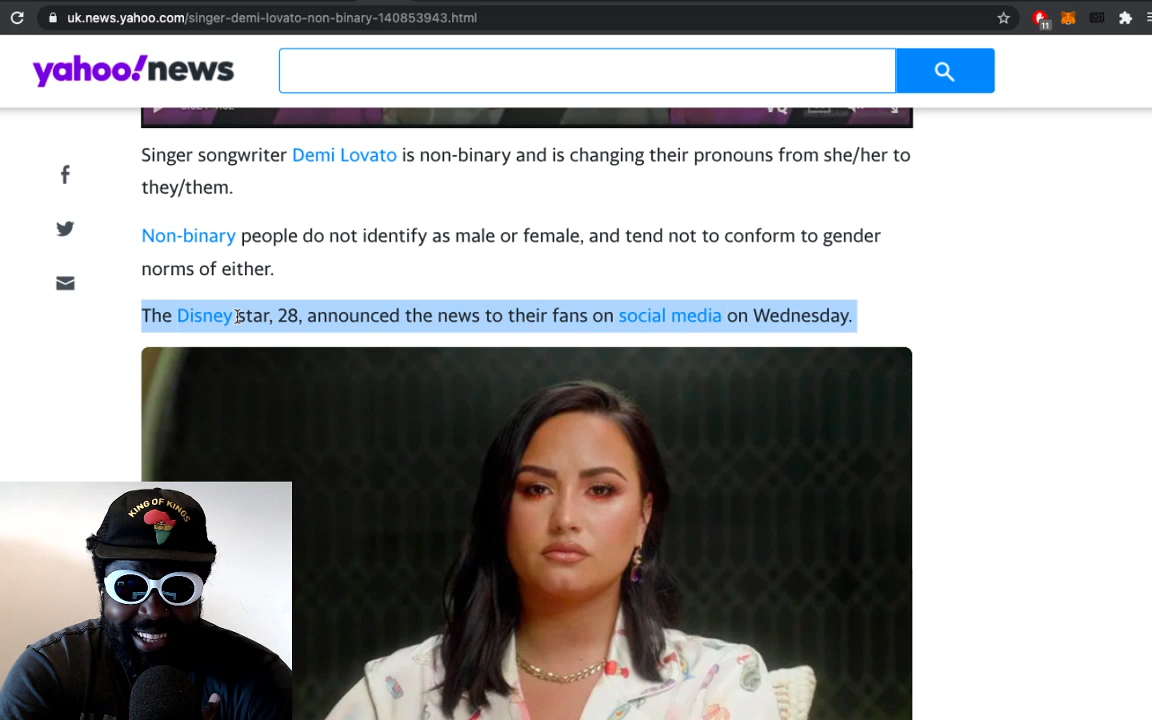 uk.news.yahoo.com/singer-demi-lovato-non-binary-140853943.html
11
yahoo!news
Singer songwriter Demi Lovato is non-binary and is changing their pronouns from she/her to
they/them.
Non-binary people do not identify as male or female, and tend not to conform to gender
norms of either.
The Disney star, 28, announced the news to their fans on social media on Wednesday.
KING OF KINGS